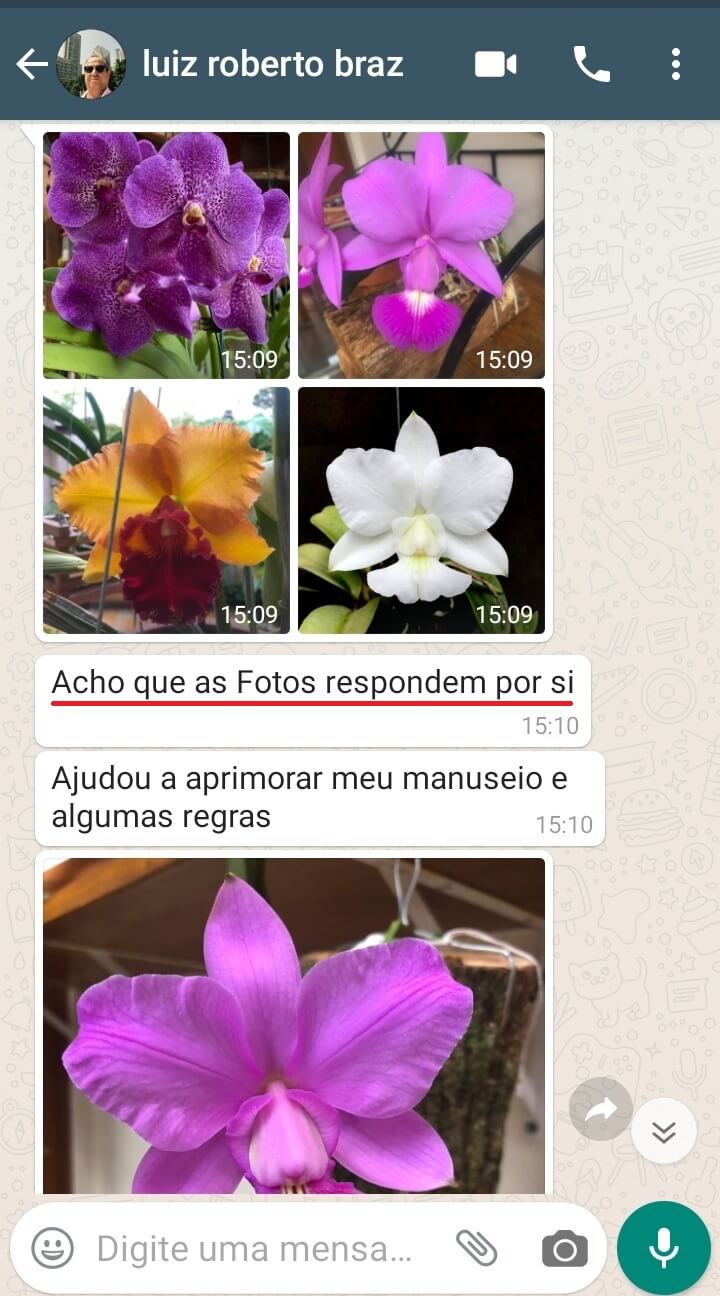 luiz roberto braz
15:09
15:09
15:09
15:09
Acho que as Fotos respondem por si
15:10
Ajudou a aprimorar meu manuseio e
algumas regras
15:10
Digite uma mensa...